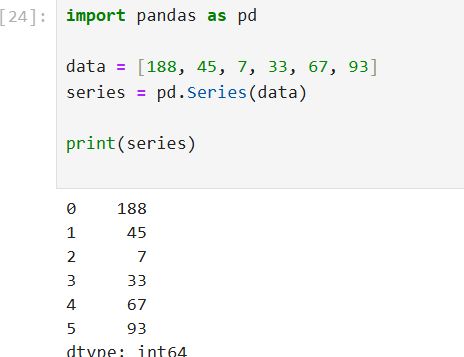 [24]:
import pandas as pd
data = [188, 45, 7, 33, 67, 93]
series = pd.Series(data)
print(series)
0    188
1     45
2      7
3     33
4     67
5     93
dtype: int64